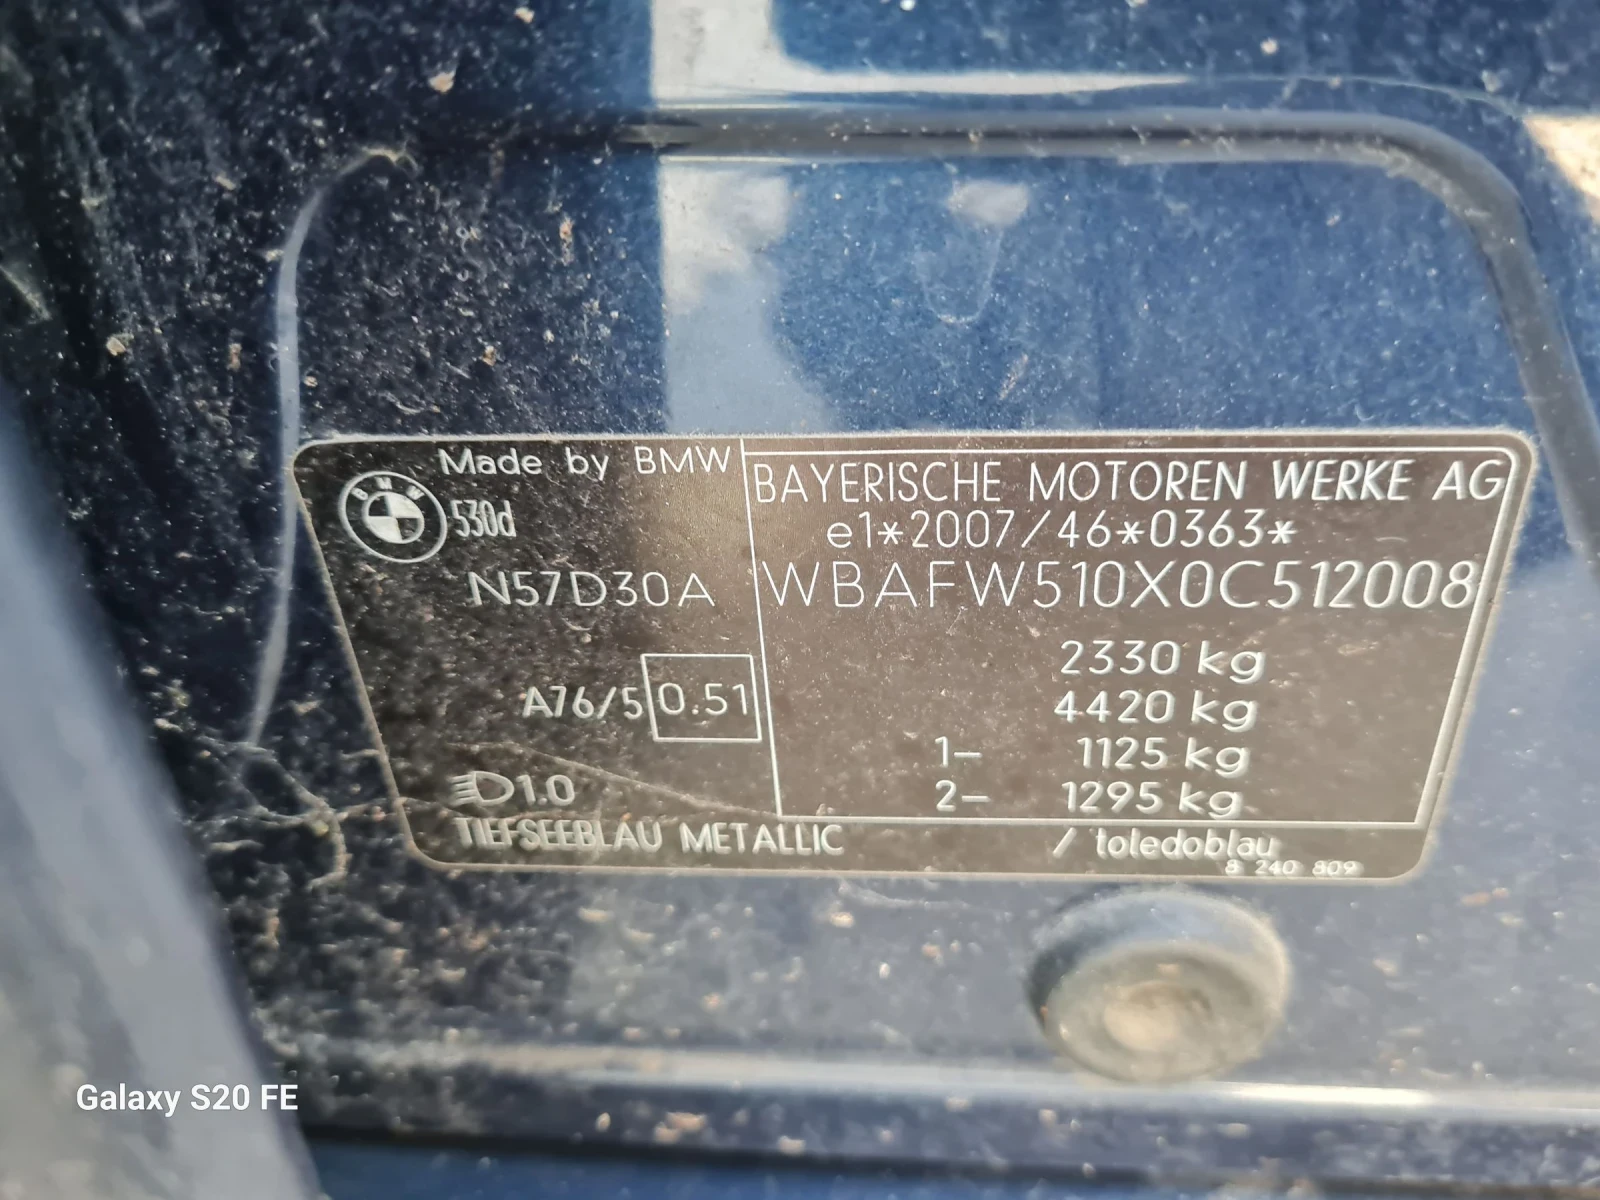 Made by BMW
BMW
530d
N57D30A
A76/5 0.51
1.0
TIEFSEEBLAU METALLIC / toledoblau
BAYERISCHE MOTOREN WERKE AG
e1*2007/46*0363*
WBAFW510X0C512008
2330 kg
4420 kg
1- 1125 kg
2- 1295 kg
8 240 809
Galaxy S20 FE